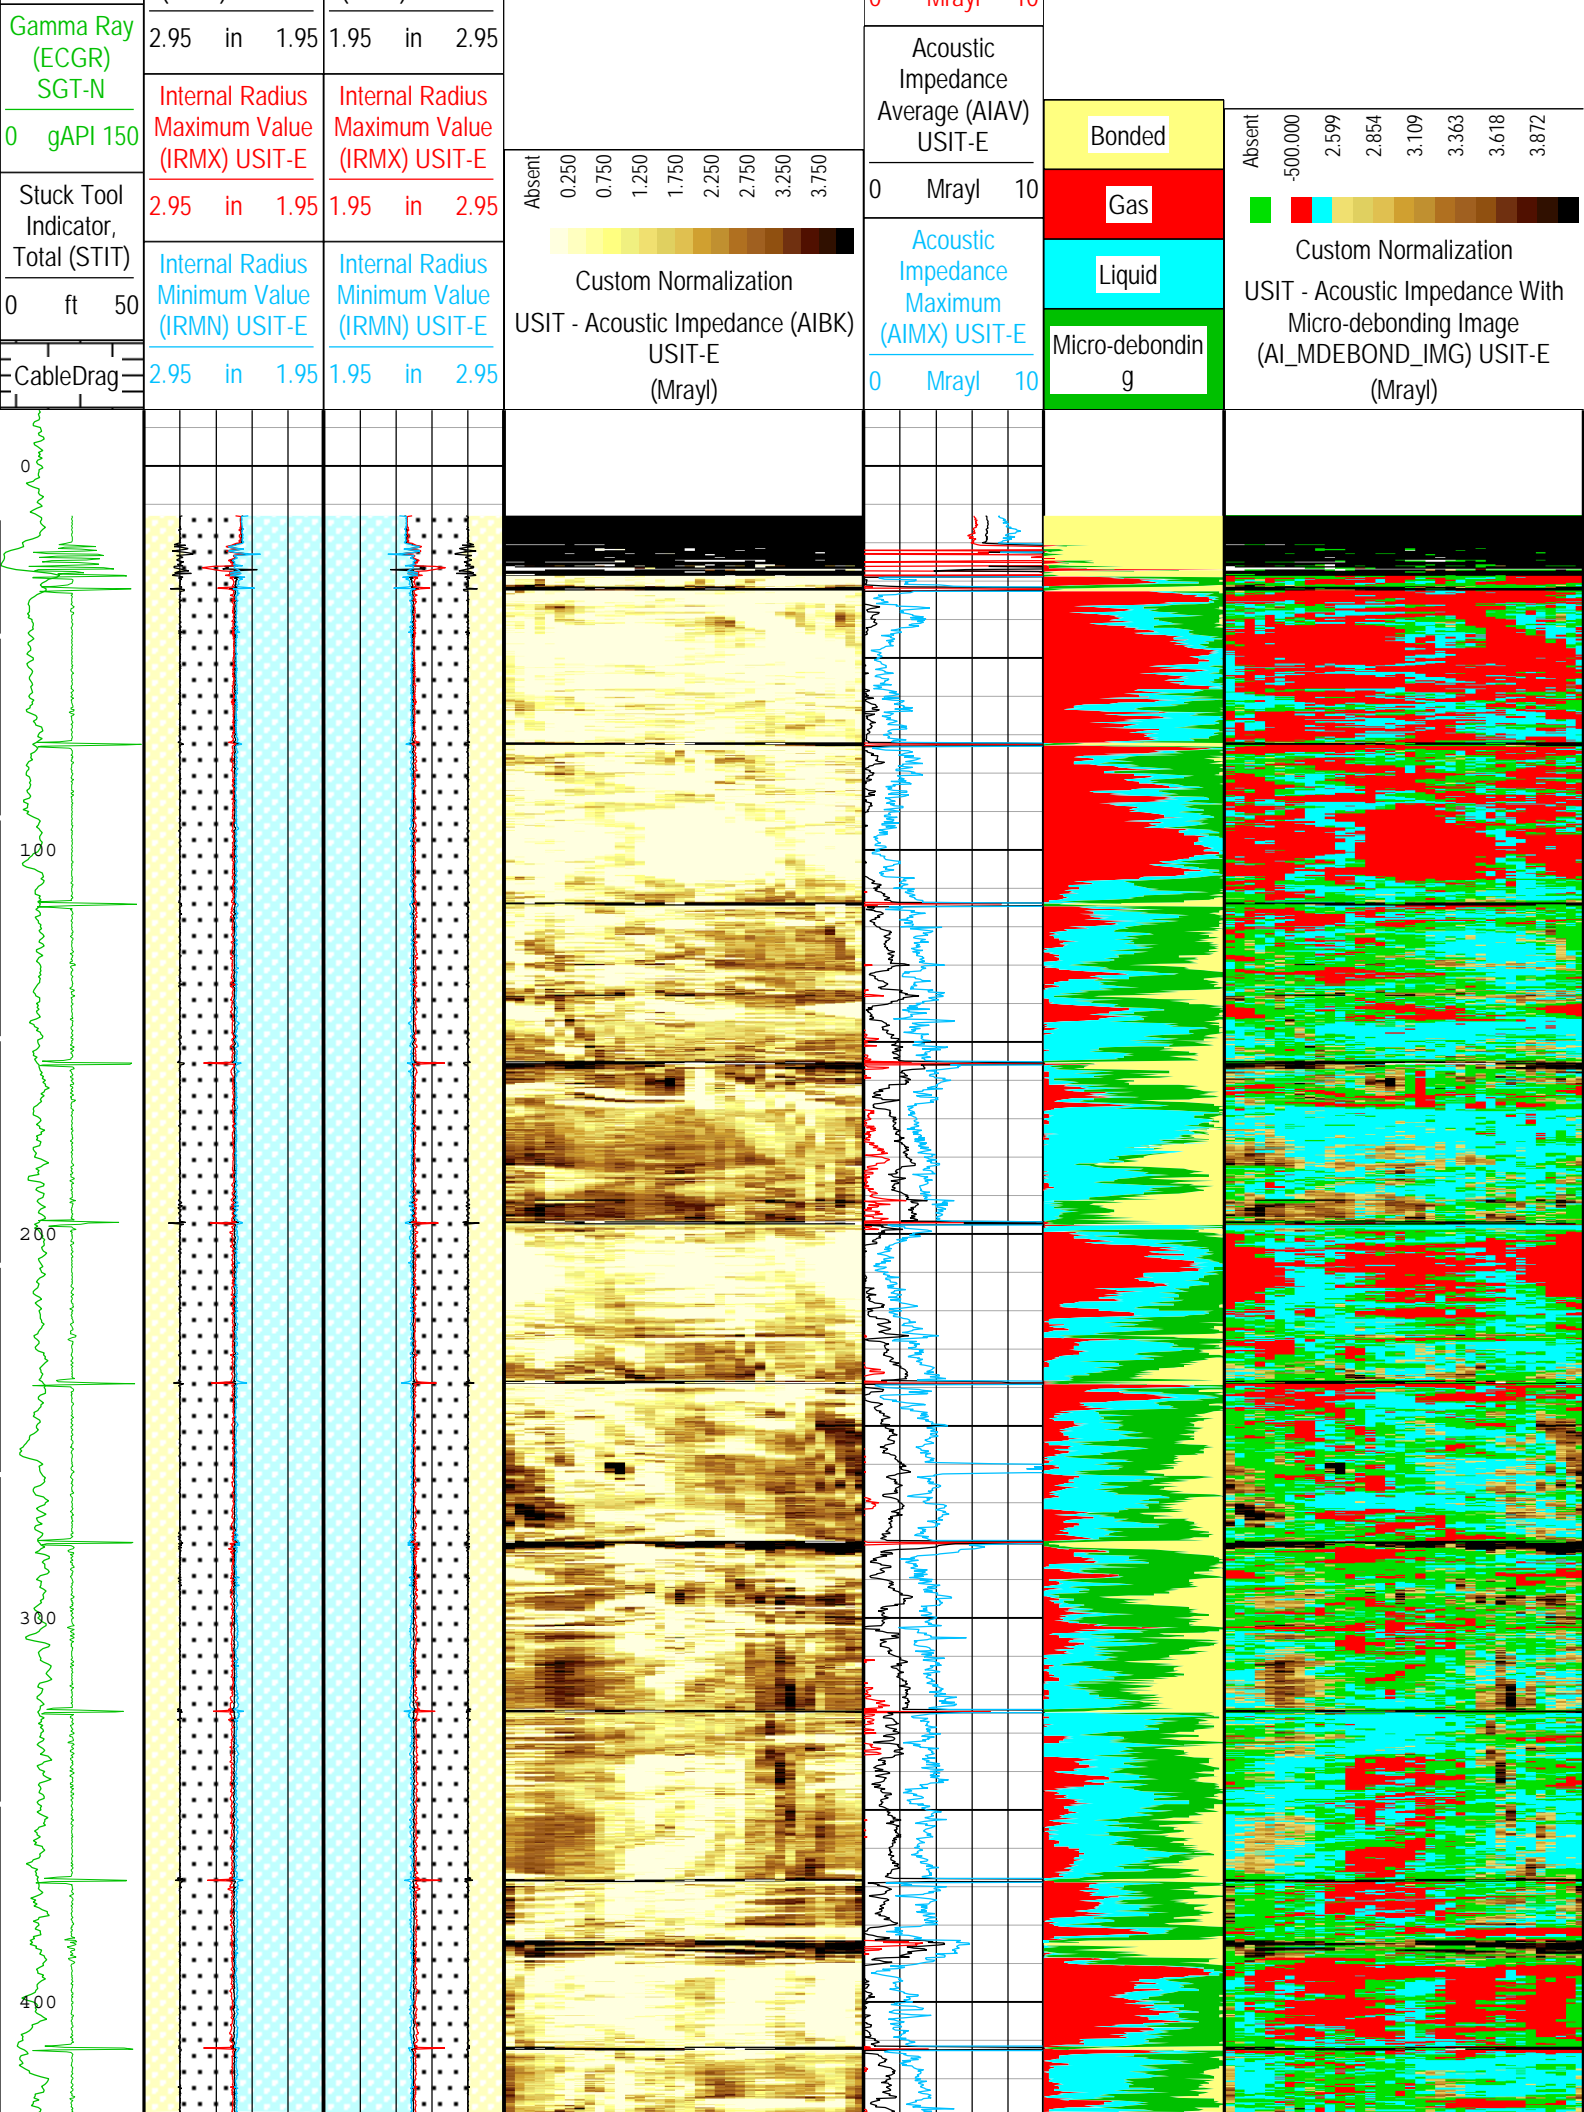 Gamma Ray
(ECGR)
SGT-N
0 gAPI 150
Stuck Tool
Indicator,
Total (STIT)
0 ft 50
CableDrag
2.95 in 1.95
Internal Radius
Maximum Value
(IRMX) USIT-E
2.95 in 1.95
Internal Radius
Minimum Value
(IRMN) USIT-E
2.95 in 1.95
1.95 in 2.95
Internal Radius
Maximum Value
(IRMX) USIT-E
1.95 in 2.95
Internal Radius
Minimum Value
(IRMN) USIT-E
1.95 in 2.95
Absent
0.250
0.750
1.250
1.750
2.250
2.750
3.250
3.750
Custom Normalization
USIT - Acoustic Impedance (AIBK)
USIT-E
(Mrayl)
0 Mrayl 10
Acoustic
Impedance
Average (AIAV)
USIT-E
0 Mrayl 10
Acoustic
Impedance
Maximum
(AIMX) USIT-E
0 Mrayl 10
Bonded
Gas
Liquid
Micro-debondin
g
Absent
-500.000
2.599
2.854
3.109
3.363
3.618
3.872
Custom Normalization
USIT - Acoustic Impedance With
Micro-debonding Image
(AI_MDEBOND_IMG) USIT-E
(Mrayl)
0
100
200
300
400